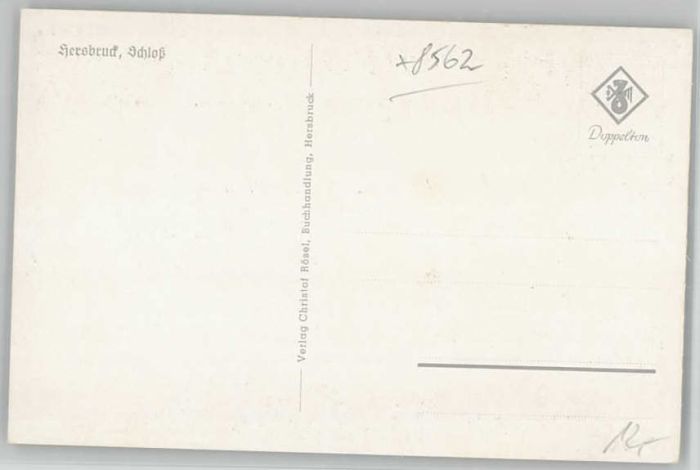 Hersbruck, Schloß
*8562
Doppelton
Verlag Christof Rösel, Buchhandlung, Hersbruck